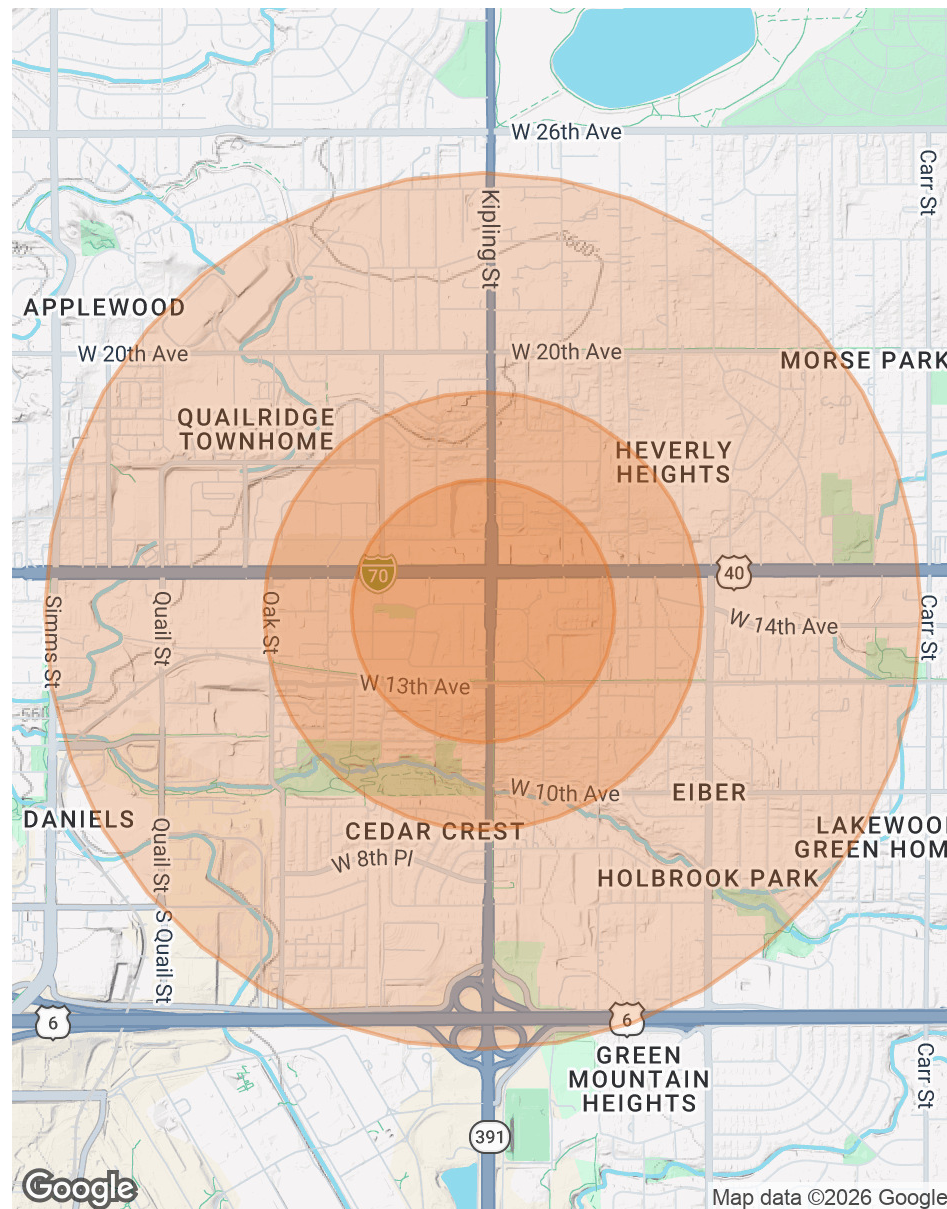 W 26th Ave
Carr St
Kipling St
5600'
APPLEWOOD
W 20th Ave
W 20th Ave
MORSE PARK
QUAILRIDGE
TOWNHOME
HEVERLY
HEIGHTS
70
40
Simms St
Quail St
Oak St
W 14th Ave
Carr St
W 13th Ave
W 10th Ave
EIBER
DANIELS
Quail St
CEDAR CREST
LAKEWOO
GREEN HOM
W 8th Pl
HOLBROOK PARK
S Quail St
6
6
GREEN
MOUNTAIN
HEIGHTS
Carr St
391
Google
Map data ©2026 Google